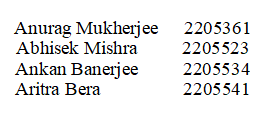 Anurag Mukherjee 2205361
Abhisek Mishra 2205523
Ankan Banerjee 2205534
Aritra Bera 2205541